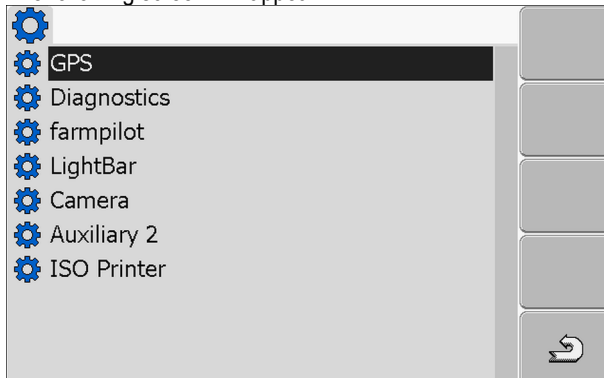 GPS
Diagnostics
farmpilot
LightBar
Camera
Auxiliary 2
ISO Printer